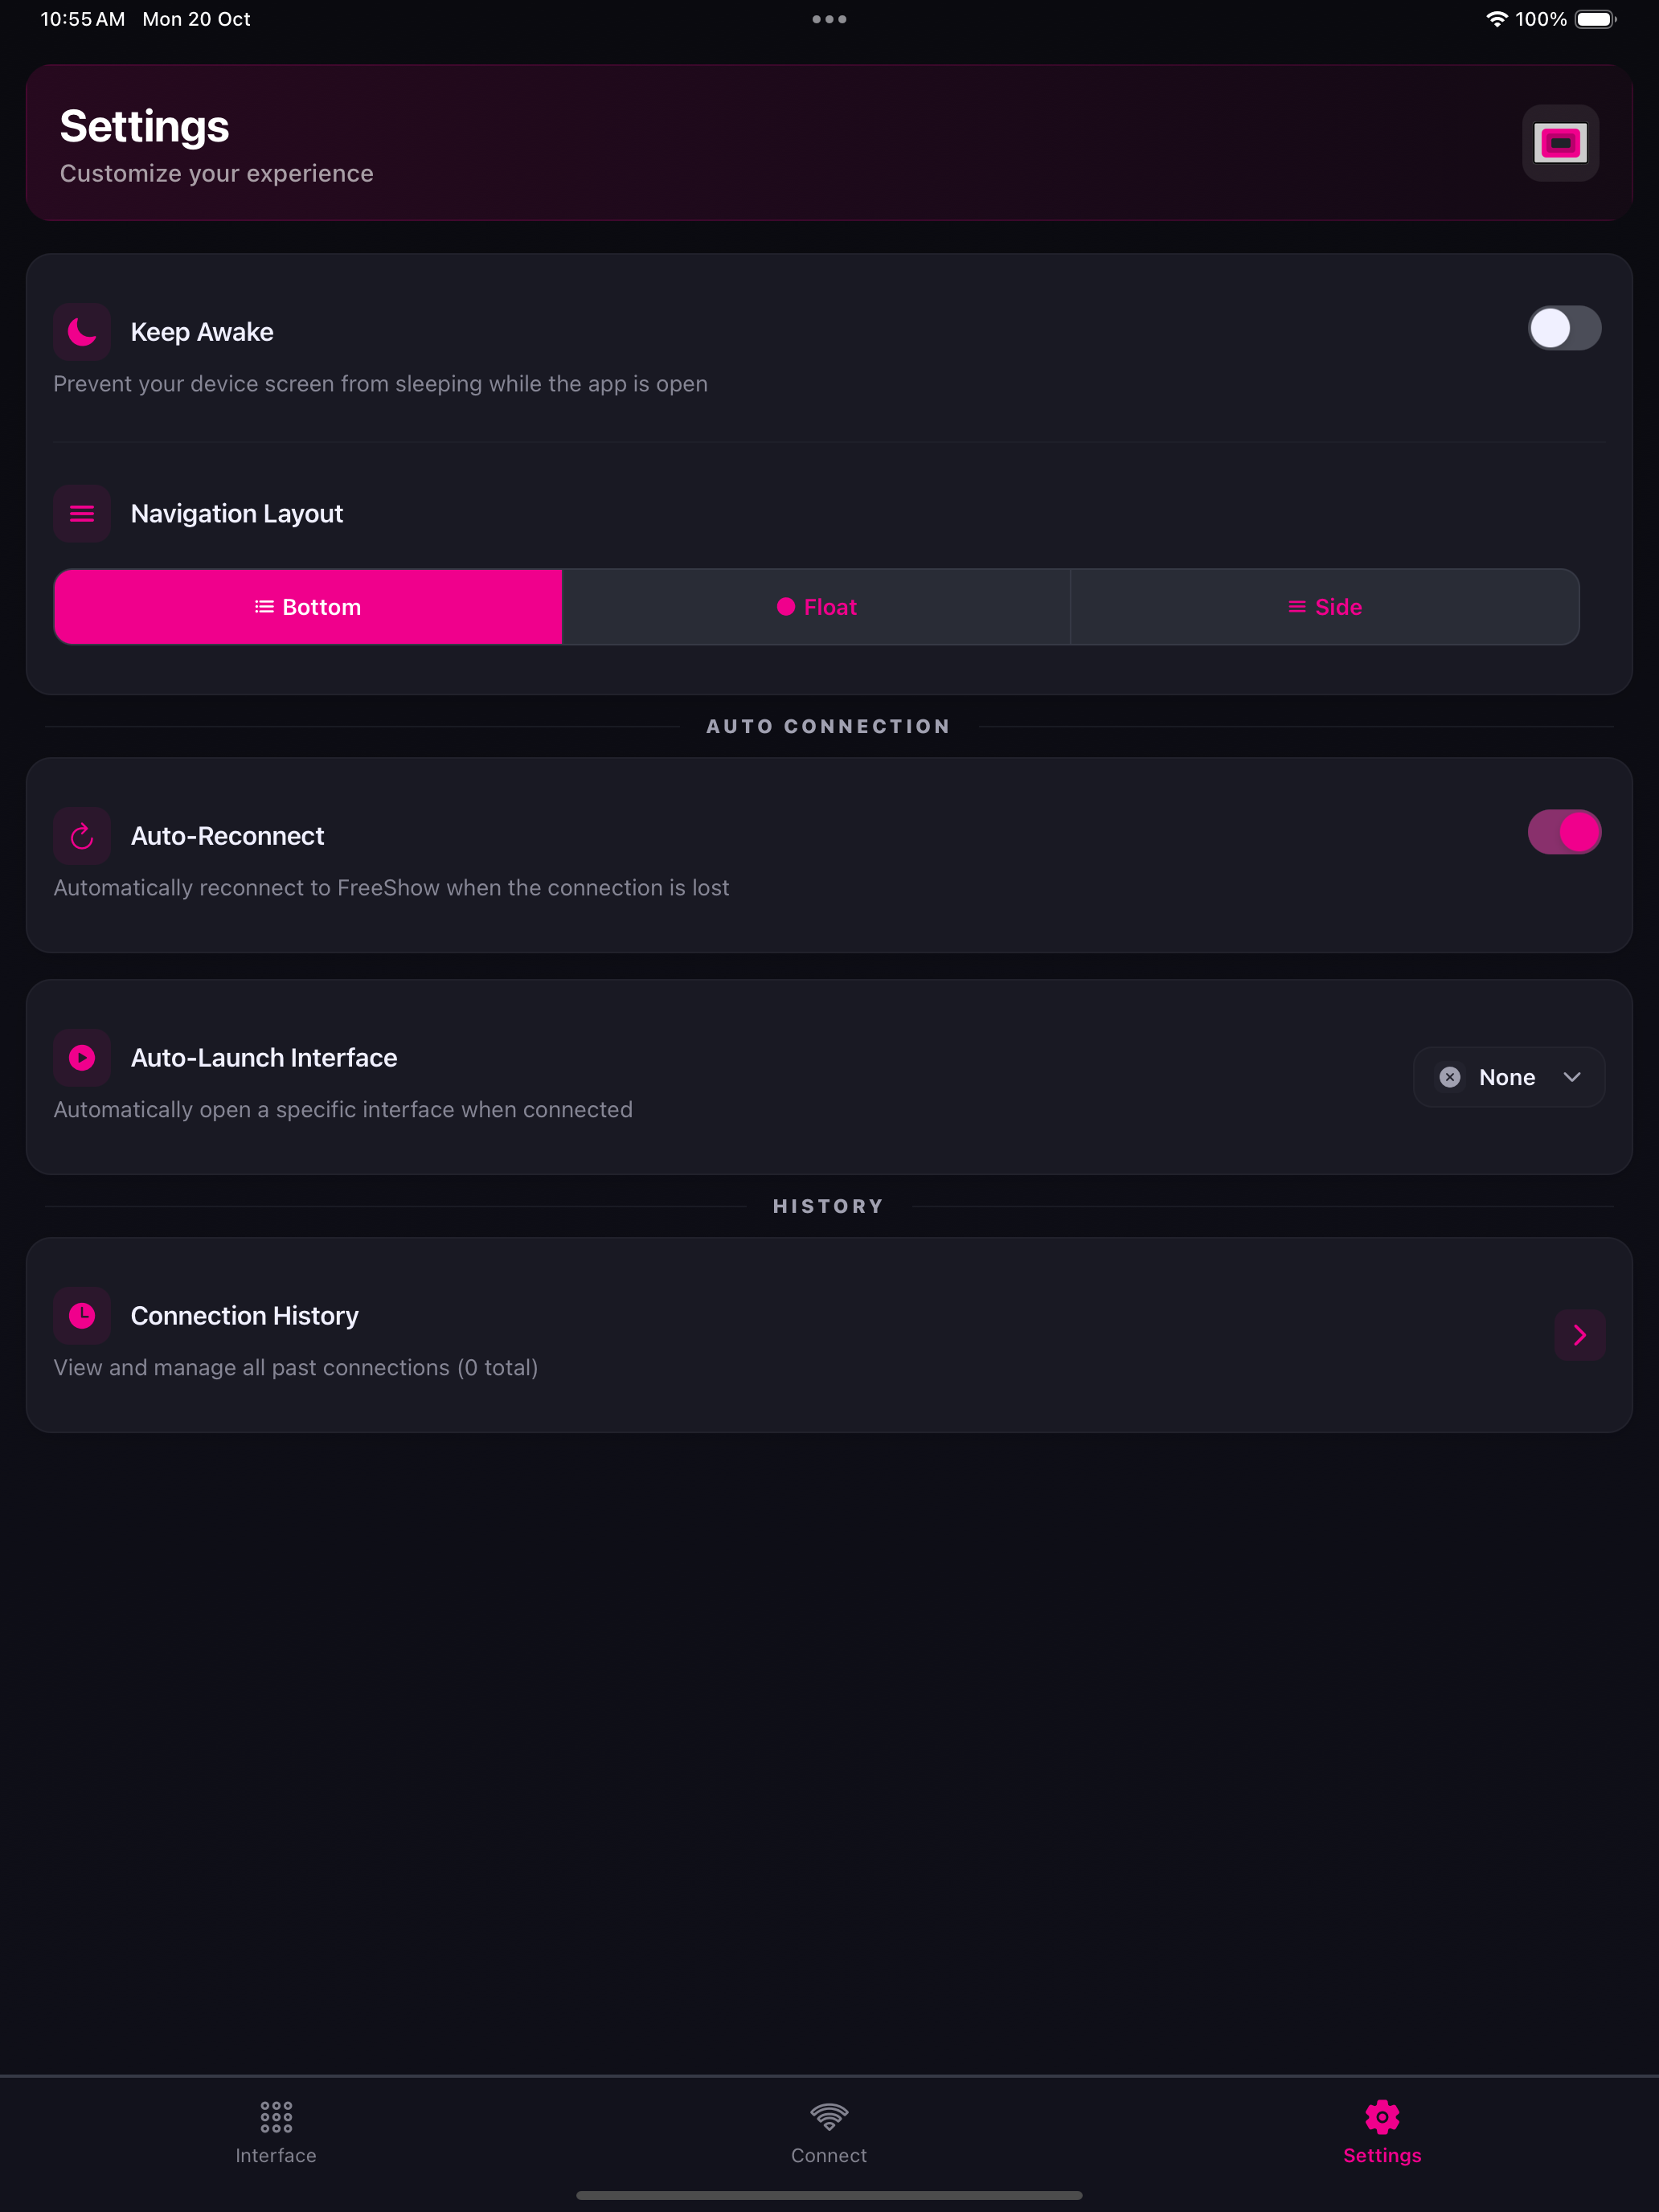 10:55 AM Mon 20 Oct
100%
Settings
Customize your experience
Keep Awake
Prevent your device screen from sleeping while the app is open
Navigation Layout
Bottom
Float
Side
AUTO CONNECTION
Auto-Reconnect
Automatically reconnect to FreeShow when the connection is lost
Auto-Launch Interface
Automatically open a specific interface when connected
None
HISTORY
Connection History
View and manage all past connections (0 total)
Interface
Connect
Settings